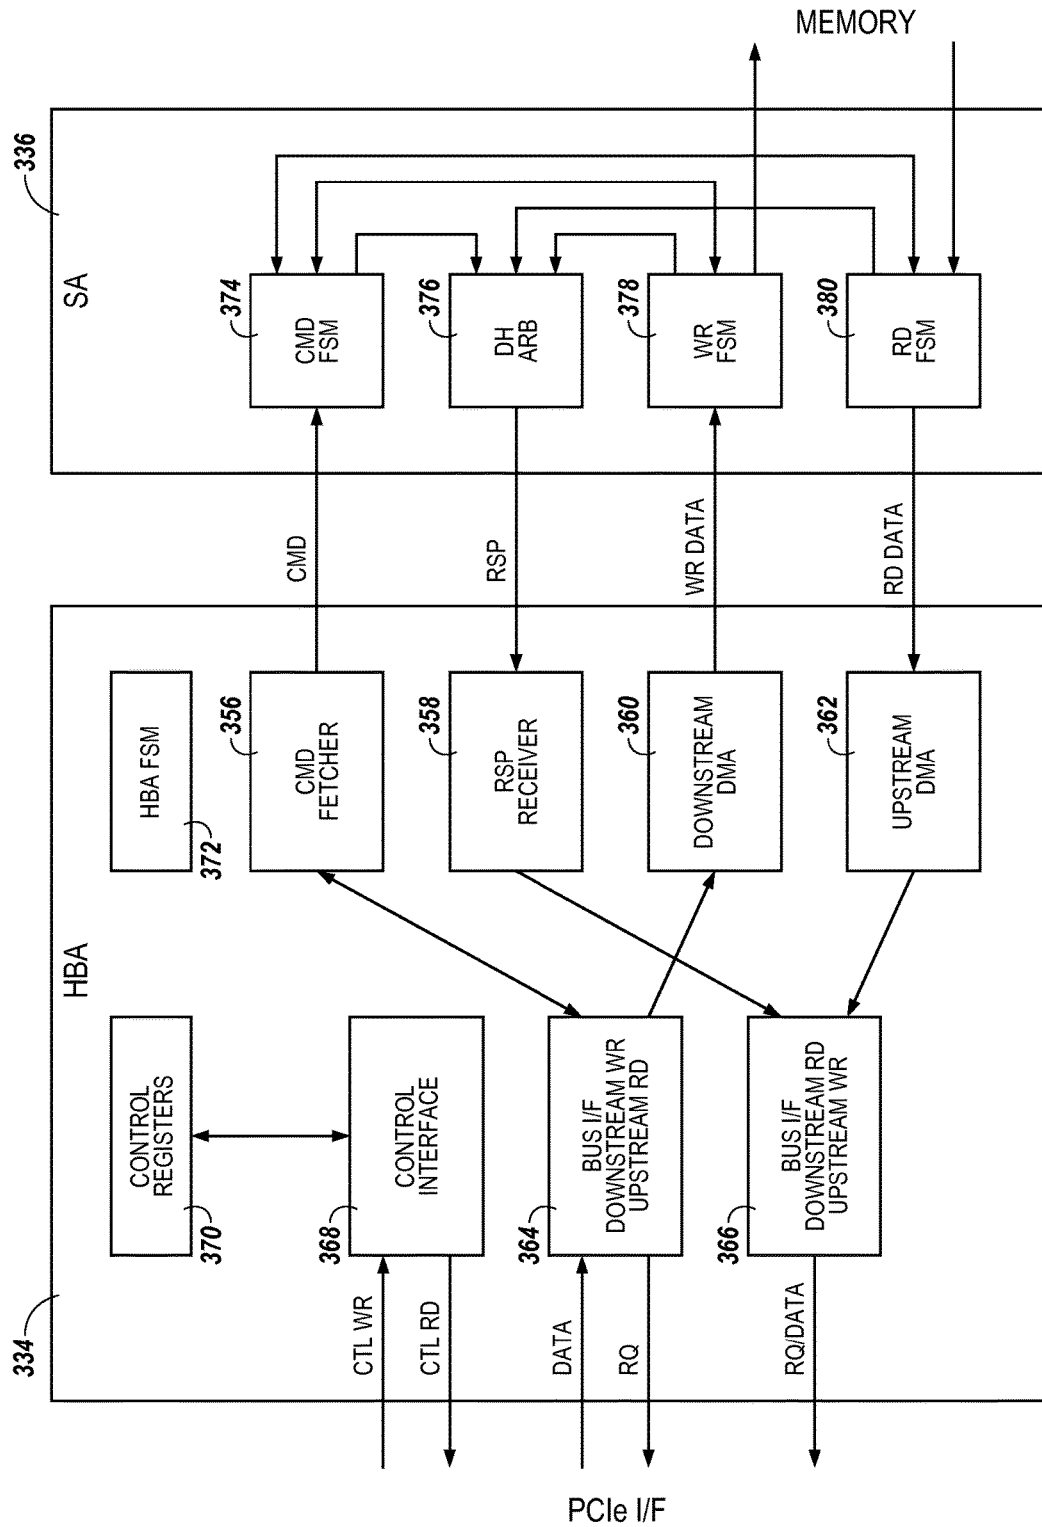 334
HBA
336
SA
CONTROL
REGISTERS
370
HBA FSM
372
CTL WR
CTL RD
368
CONTROL
INTERFACE
356
CMD
FETCHER
CMD
374
CMD
FSM
358
RSP
RECEIVER
RSP
376
DH
ARB
DATA
RQ
364
BUS I/F
DOWNSTREAM WR
UPSTREAM RD
360
DOWNSTREAM
DMA
WR DATA
378
WR
FSM
RQ/DATA
366
BUS I/F
DOWNSTREAM RD
UPSTREAM WR
362
UPSTREAM
DMA
RD DATA
380
RD
FSM
PCIe I/F
MEMORY